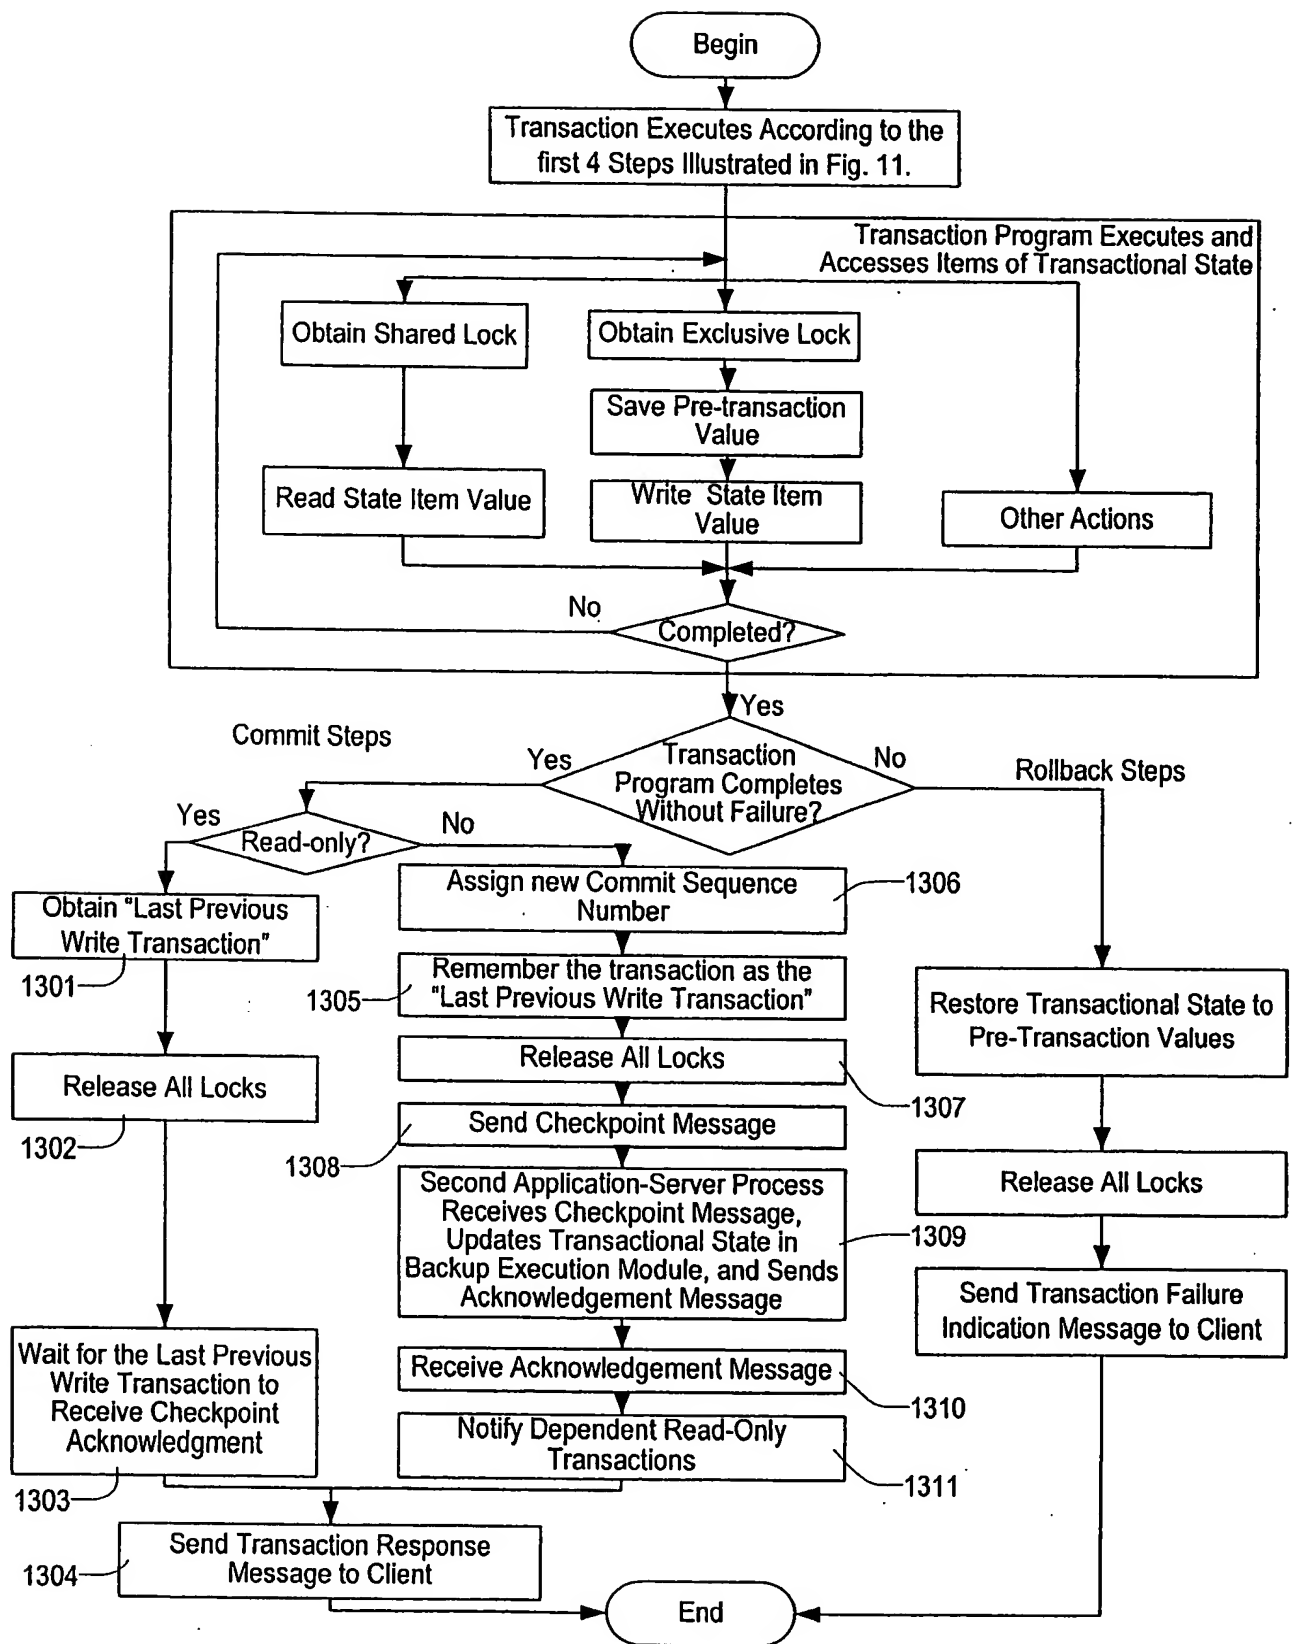 Begin
Transaction Executes According to the
first 4 Steps Illustrated in Fig. 11.
Transaction Program Executes and
Accesses Items of Transactional State
Obtain Shared Lock
Obtain Exclusive Lock
Save Pre-transaction
Value
Read State Item Value
Write State Item
Value
Other Actions
No
Completed?
Yes
Commit Steps
Yes
Transaction
Program Completes
Without Failure?
No
Rollback Steps
Yes
Read-only?
No
Obtain "Last Previous
Write Transaction"
1301
Assign new Commit Sequence
Number
1306
Remember the transaction as the
"Last Previous Write Transaction"
1305
Restore Transactional State to
Pre-Transaction Values
Release All Locks
1302
Release All Locks
1307
Send Checkpoint Message
1308
Second Application-Server Process
Receives Checkpoint Message,
Updates Transactional State in
Backup Execution Module, and Sends
Acknowledgement Message
1309
Release All Locks
Send Transaction Failure
Indication Message to Client
Wait for the Last Previous
Write Transaction to
Receive Checkpoint
Acknowledgment
1303
Receive Acknowledgement Message
1310
Notify Dependent Read-Only
Transactions
1311
Send Transaction Response
Message to Client
1304
End